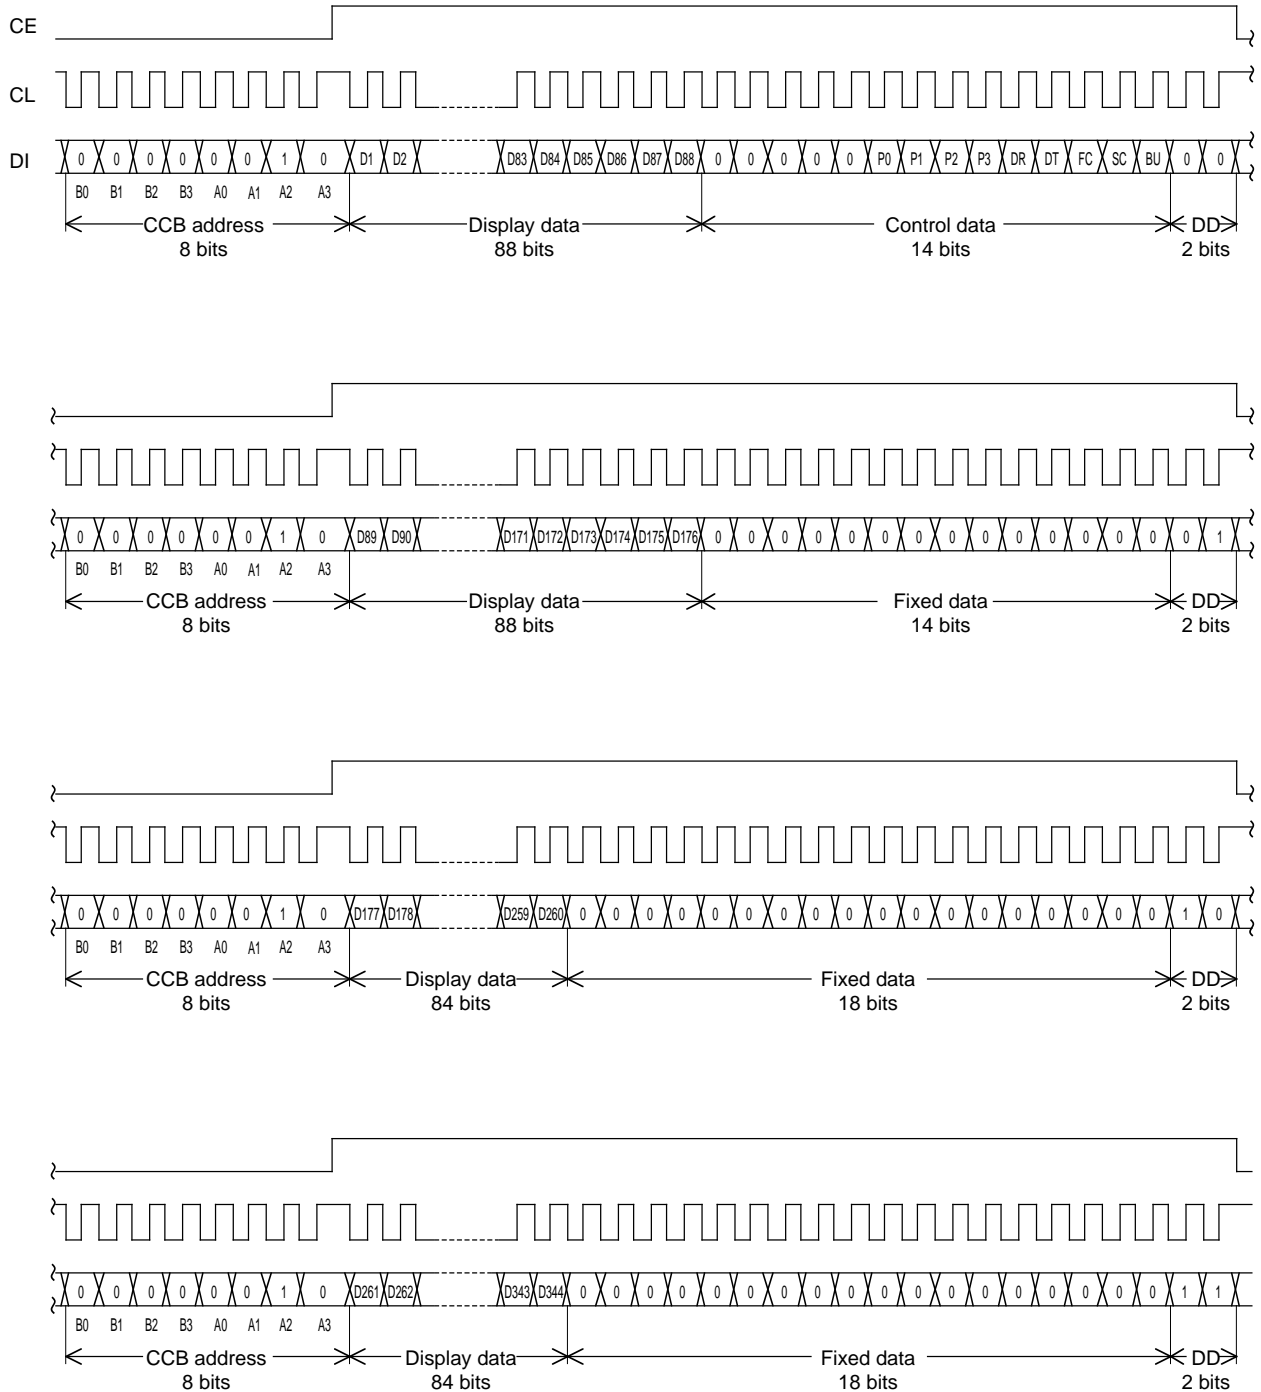 CE
CL
DI 0 0 0 0 0 0 1 0 D1 D2 D83 D84 D85 D86 D87 D88 0 0 0 0 0 P0 P1 P2 P3 DR DT FC SC BU 0 0
B0 B1 B2 B3 A0 A1 A2 A3
CCB address Display data Control data DD
8 bits 88 bits 14 bits 2 bits
0 0 0 0 0 0 1 0 D89 D90 D171 D172 D173 D174 D175 D176 0 0 0 0 0 0 0 0 0 0 0 0 0 0 0 1
B0 B1 B2 B3 A0 A1 A2 A3
CCB address Display data Fixed data DD
8 bits 88 bits 14 bits 2 bits
0 0 0 0 0 0 1 0 D177 D178 D259 D260 0 0 0 0 0 0 0 0 0 0 0 0 0 0 0 0 0 0 1 0
B0 B1 B2 B3 A0 A1 A2 A3
CCB address Display data Fixed data DD
8 bits 84 bits 18 bits 2 bits
0 0 0 0 0 0 1 0 D261 D262 D343 D344 0 0 0 0 0 0 0 0 0 0 0 0 0 0 0 0 0 0 1 1
B0 B1 B2 B3 A0 A1 A2 A3
CCB address Display data Fixed data DD
8 bits 84 bits 18 bits 2 bits